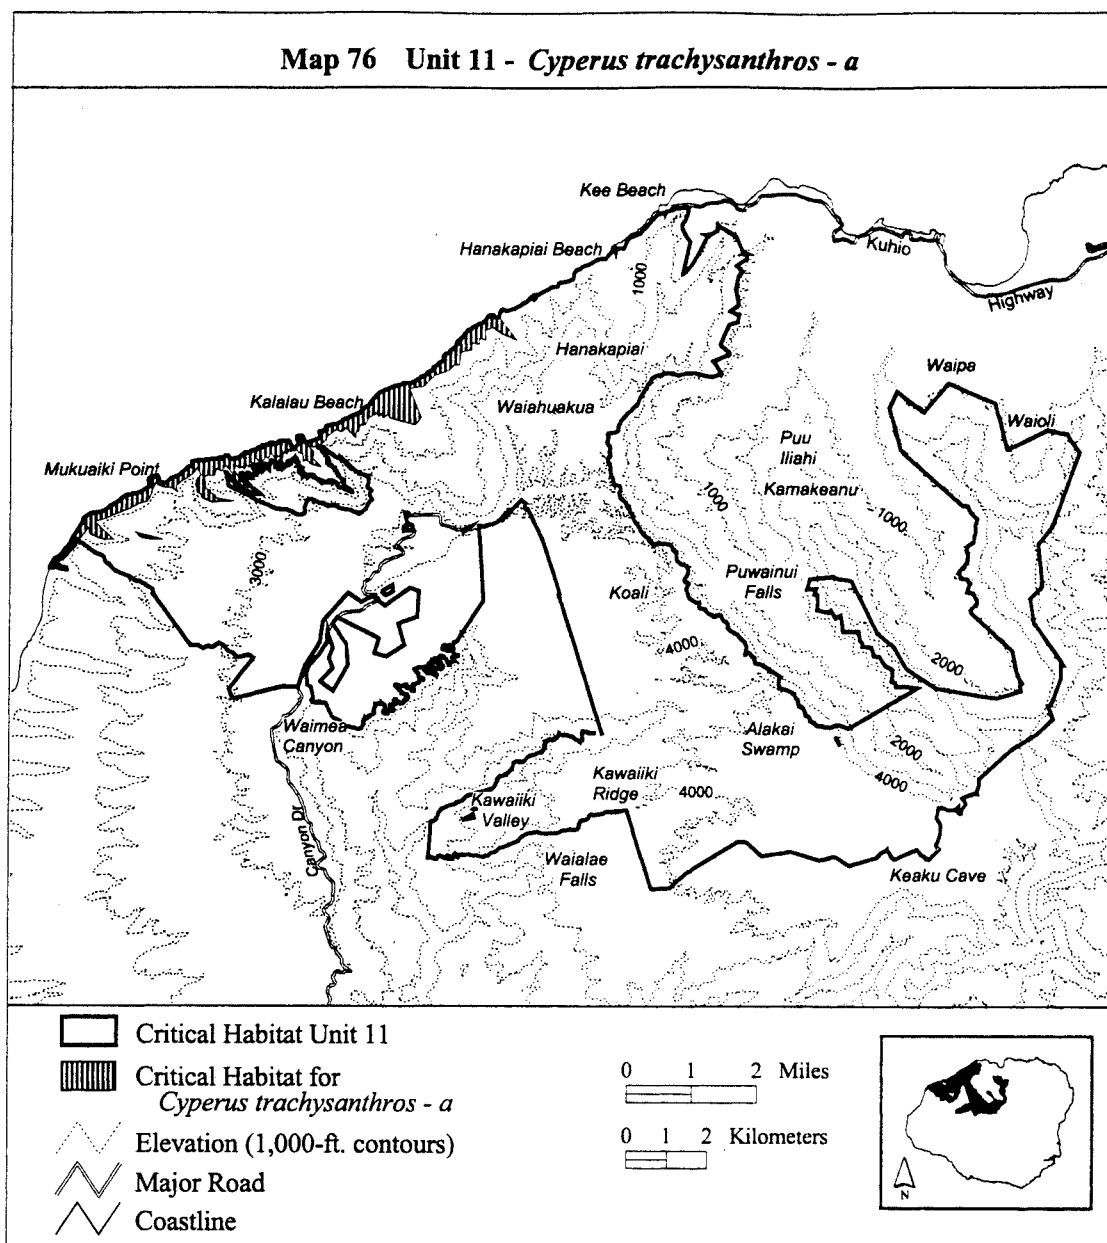 Map 76 Unit 11 - Cyperus trachysanthros - a
Kee Beach
Hanakapiai Beach
Kuhio
Highway
1000
Hanakapiai
Waipa
Kalalau Beach
Waiahuakua
Waioli
Puu
Iliahi
Mukuaiki Point
Kamakeanu
1000
1000
3000
Puwainui
Falls
Koali
4000
2000
Waimea
Canyon
Alakai
Swamp
2000
4000
Kawaiiki
Ridge
4000
Kawaiiki
Valley
Canyon Dr
Waialae
Falls
Keaku Cave
Critical Habitat Unit 11
Critical Habitat for
Cyperus trachysanthros - a
Elevation (1,000-ft. contours)
Major Road
Coastline
0 1 2 Miles
0 1 2 Kilometers
N